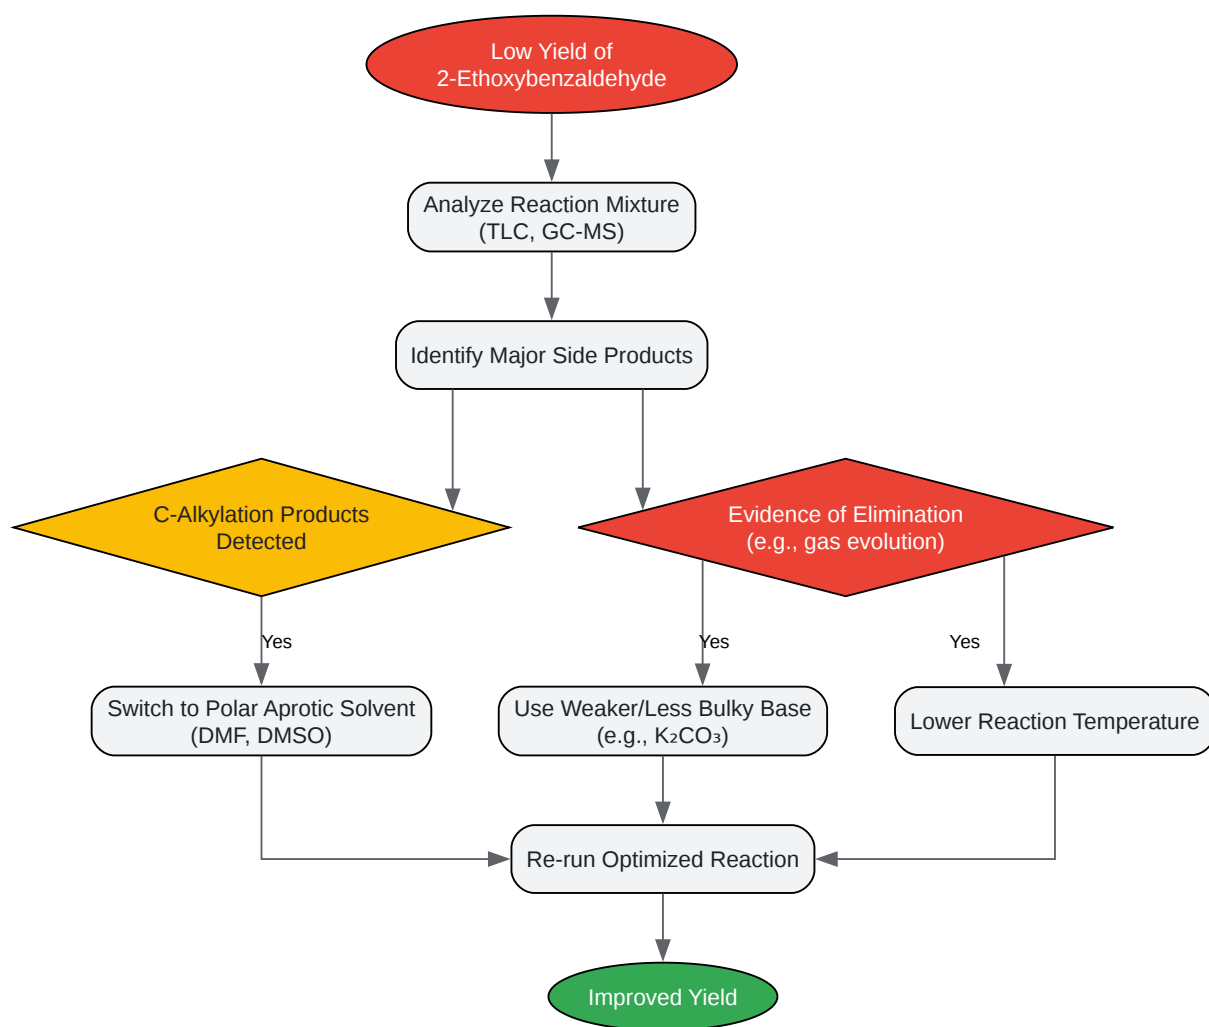 Low Yield of
2-Ethoxybenzaldehyde
Analyze Reaction Mixture
(TLC, GC-MS)
Identify Major Side Products
C-Alkylation Products
Detected
Evidence of Elimination
(e.g., gas evolution)
Yes
Yes
Yes
Switch to Polar Aprotic Solvent
(DMF, DMSO)
Use Weaker/Less Bulky Base
(e.g., K₂CO₃)
Lower Reaction Temperature
Re-run Optimized Reaction
Improved Yield